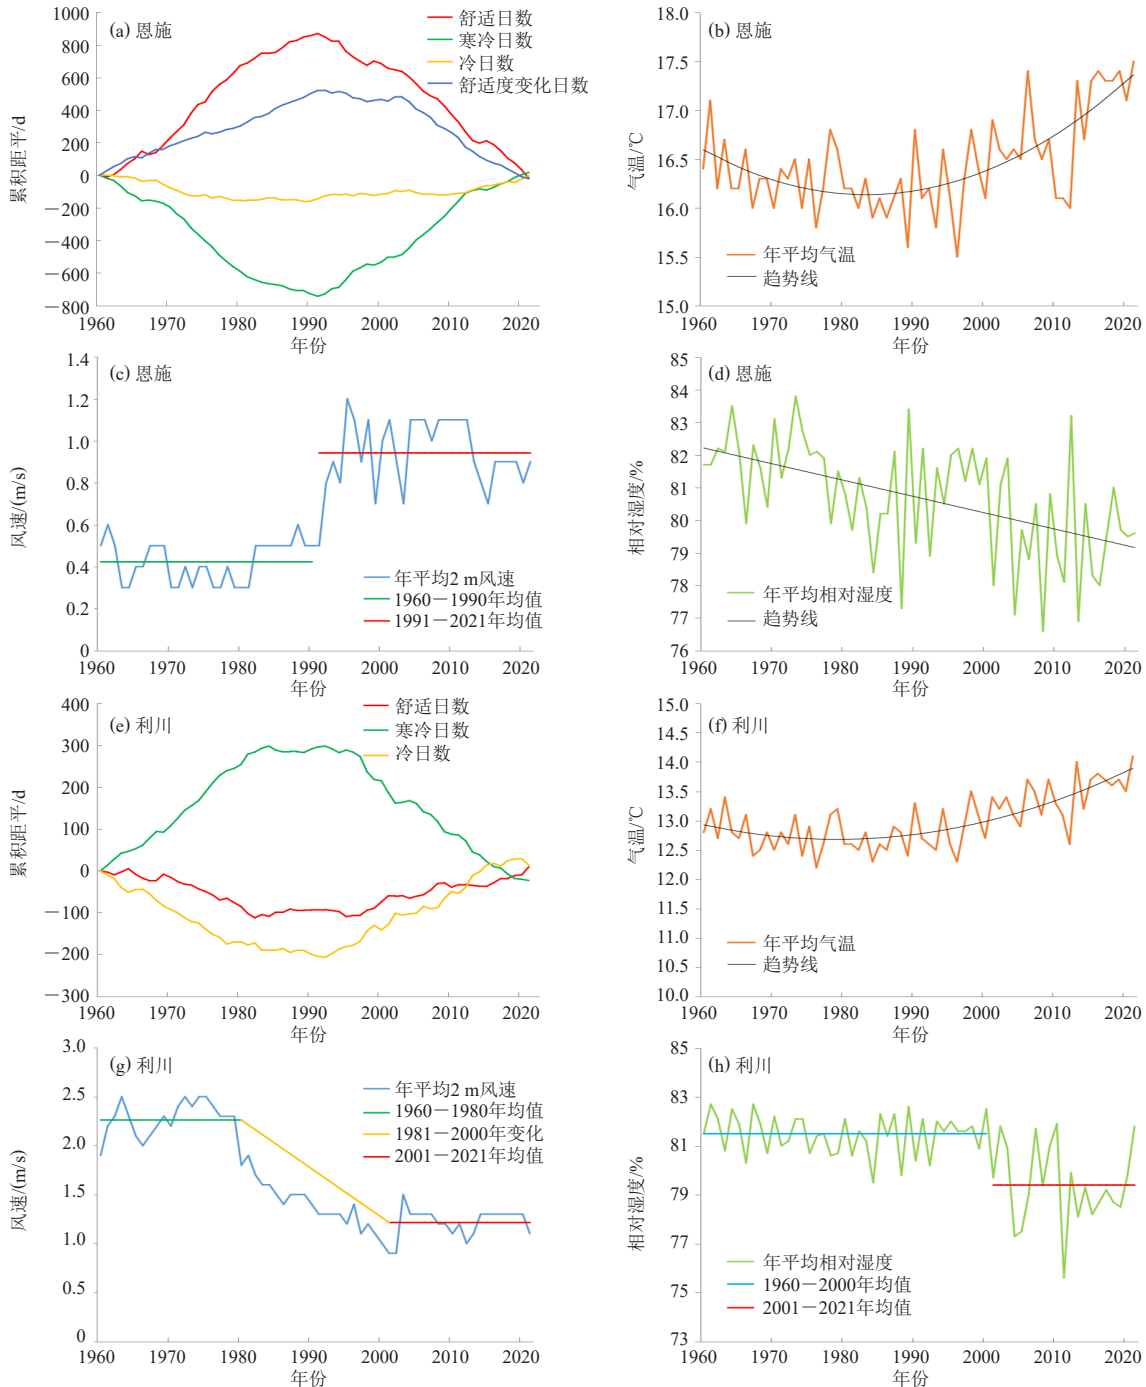 (a) 恩施
舒适日数
寒冷日数
冷日数
舒适度变化日数
累积距平/d
1000
800
600
400
200
0
－200
－400
－600
－800
1960
1970
1980
1990
2000
2010
2020
年份
(b) 恩施
气温/℃
18.0
17.5
17.0
16.5
16.0
15.5
15.0
年平均气温
趋势线
1960
1970
1980
1990
2000
2010
2020
年份
(c) 恩施
风速/(m/s)
1.4
1.2
1.0
0.8
0.6
0.4
0.2
0
年平均2 m风速
1960－1990年均值
1991－2021年均值
1960
1970
1980
1990
2000
2010
2020
年份
(d) 恩施
相对湿度/%
85
84
83
82
81
80
79
78
77
76
年平均相对湿度
趋势线
1960
1970
1980
1990
2000
2010
2020
年份
(e) 利川
舒适日数
寒冷日数
冷日数
累积距平/d
400
300
200
100
0
－100
－200
－300
1960
1970
1980
1990
2000
2010
2020
年份
(f) 利川
气温/℃
15.0
14.5
14.0
13.5
13.0
12.5
12.0
11.5
11.0
10.5
10.0
年平均气温
趋势线
1960
1970
1980
1990
2000
2010
2020
年份
(g) 利川
风速/(m/s)
3.0
2.5
2.0
1.5
1.0
0.5
0
年平均2 m风速
1960－1980年均值
1981－2000年变化
2001－2021年均值
1960
1970
1980
1990
2000
2010
2020
年份
(h) 利川
相对湿度/%
85
83
81
79
77
75
73
年平均相对湿度
1960－2000年均值
2001－2021年均值
1960
1970
1980
1990
2000
2010
2020
年份